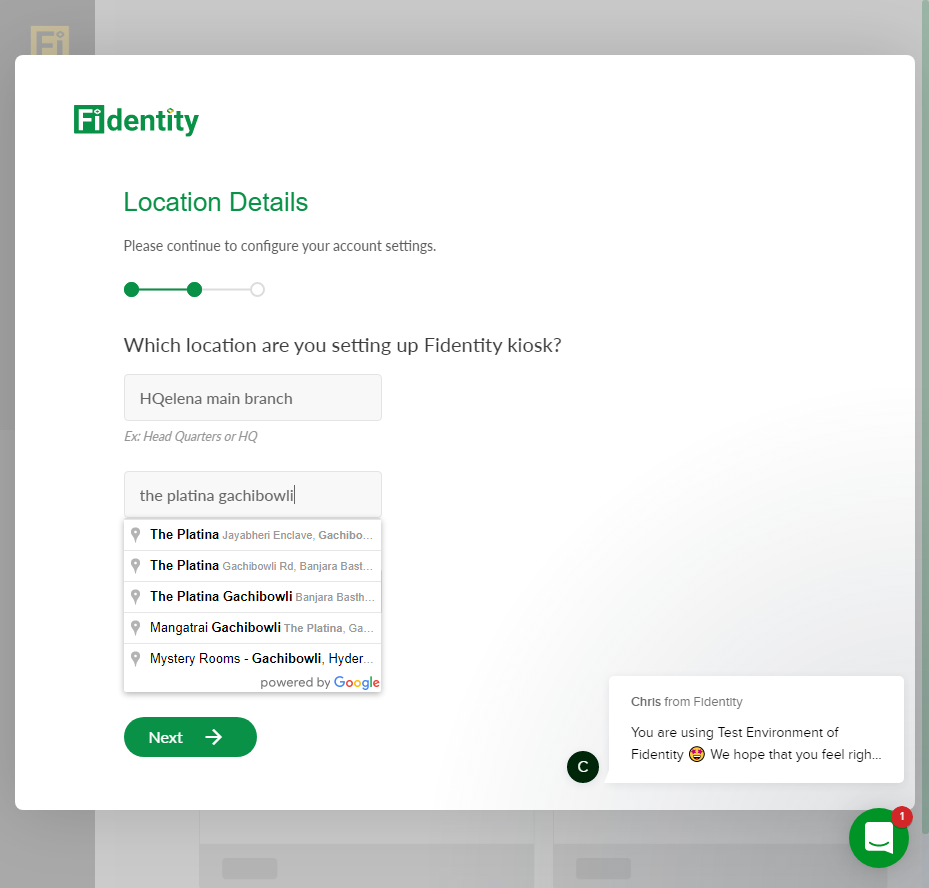 Fi
Fidentity
Location Details
Please continue to configure your account settings.
Which location are you setting up Fidentity kiosk?
HQelena main branch
Ex: Head Quarters or HQ
the platina gachibowli
The Platina Jayabheri Enclave, Gachibo...
The Platina Gachibowli Rd, Banjara Bast...
The Platina Gachibowli Banjara Basth...
Mangatrai Gachibowli The Platina, Ga...
Mystery Rooms - Gachibowli, Hyder...
powered by Google
Next
Chris from Fidentity
You are using Test Environment of
Fidentity 🤩 We hope that you feel righ...
C
1